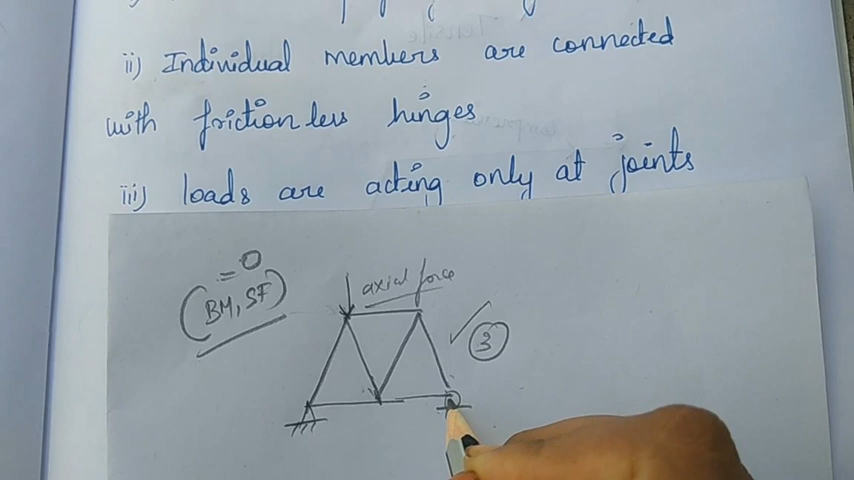 ii) Individual members are connected
with frictionless hinges
iii) loads are acting only at joints
= 0
(BM, SF)
axial force
3